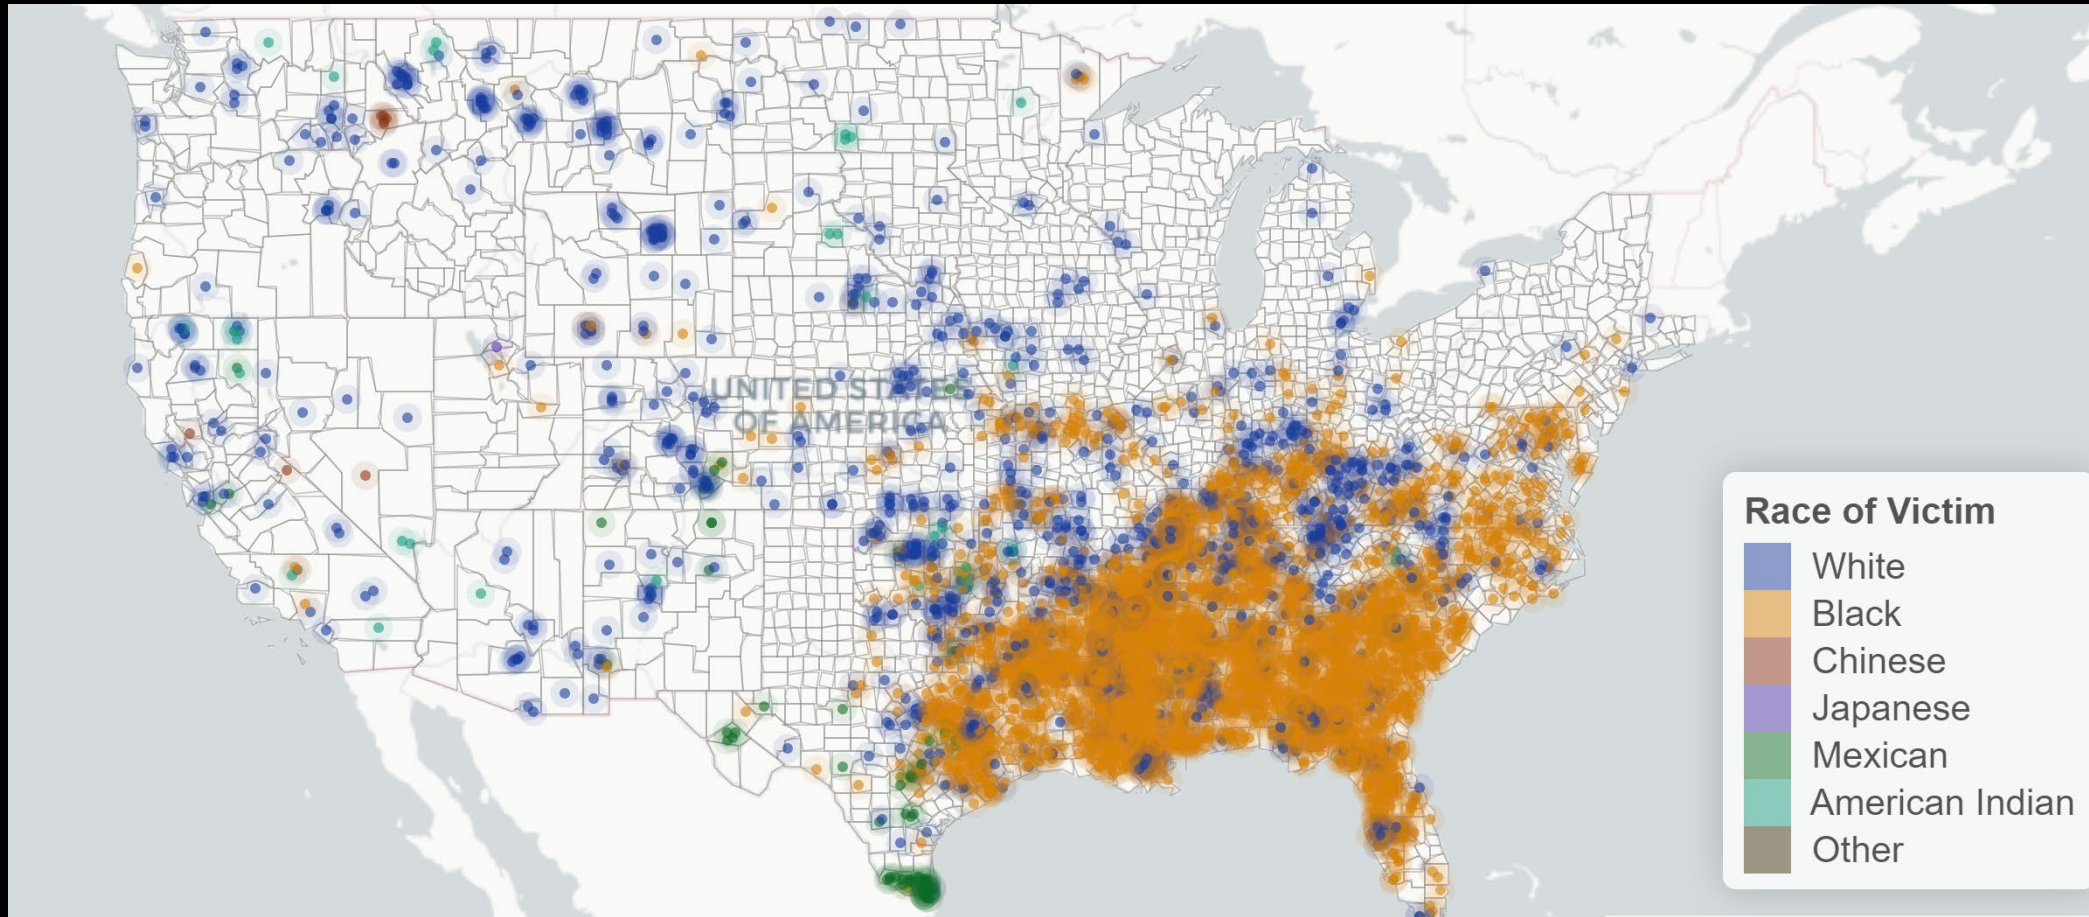 UNITED STATES
OF AMERICA
Race of Victim
White
Black
Chinese
Japanese
Mexican
American Indian
Other